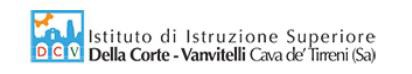 DCV
Istituto di Istruzione Superiore
Della Corte - Vanvitelli Cava de' Tirreni (Sa)